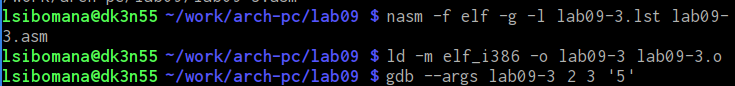 lsibomana@dk3n55 ~/work/arch-pc/lab09 $ nasm -f elf -g -l lab09-3.lst lab09-
3.asm
lsibomana@dk3n55 ~/work/arch-pc/lab09 $ ld -m elf_i386 -o lab09-3 lab09-3.o
lsibomana@dk3n55 ~/work/arch-pc/lab09 $ gdb --args lab09-3 2 3 '5'